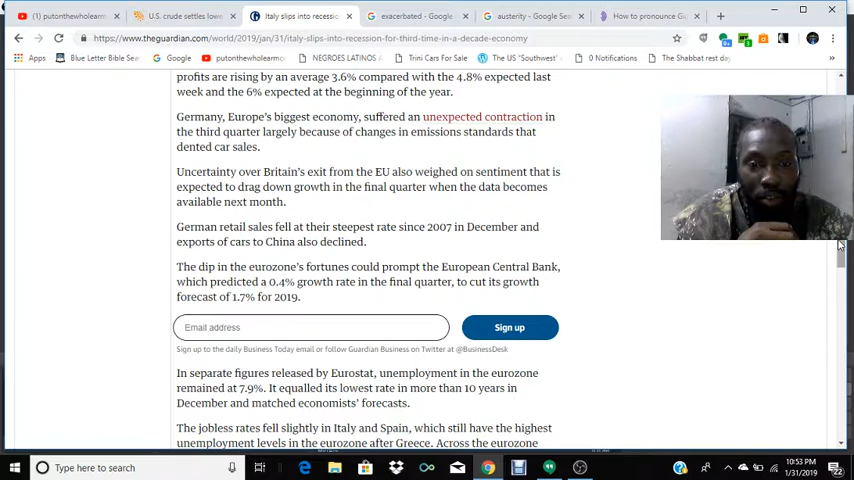 putonthewholearm
U.S. crude settles lowe
Italy slips into recessio
exacerbated - Google
austerity - Google Sea
How to pronounce Gi
https://www.theguardian.com/world/2019/jan/31/italy-slips-into-recession-for-third-time-in-a-decade-economy
Apps
Blue Letter Bible Sear
Google
putonthewholearmo
NEGROES LATINOS A
Trini Cars For Sale
The US "Southwest"
0 Notifications
The Shabbat rest day
profits are rising by an average 3.6% compared with the 4.8% expected last
week and the 6% expected at the beginning of the year.
Germany, Europe's biggest economy, suffered an unexpected contraction in
the third quarter largely because of changes in emissions standards that
dented car sales.
Uncertainty over Britain's exit from the EU also weighed on sentiment that is
expected to drag down growth in the final quarter when the data becomes
available next month.
German retail sales fell at their steepest rate since 2007 in December and
exports of cars to China also declined.
The dip in the eurozone's fortunes could prompt the European Central Bank,
which predicted a 0.4% growth rate in the final quarter, to cut its growth
forecast of 1.7% for 2019.
Email address
Sign up
Sign up to the daily Business Today email or follow Guardian Business on Twitter at @BusinessDesk
In separate figures released by Eurostat, unemployment in the eurozone
remained at 7.9%. It equalled its lowest rate in more than 10 years in
December and matched economists' forecasts.
The jobless rates fell slightly in Italy and Spain, which still have the highest
unemployment levels in the eurozone after Greece. Across the eurozone
Type here to search
10:53 PM
1/31/2019
22